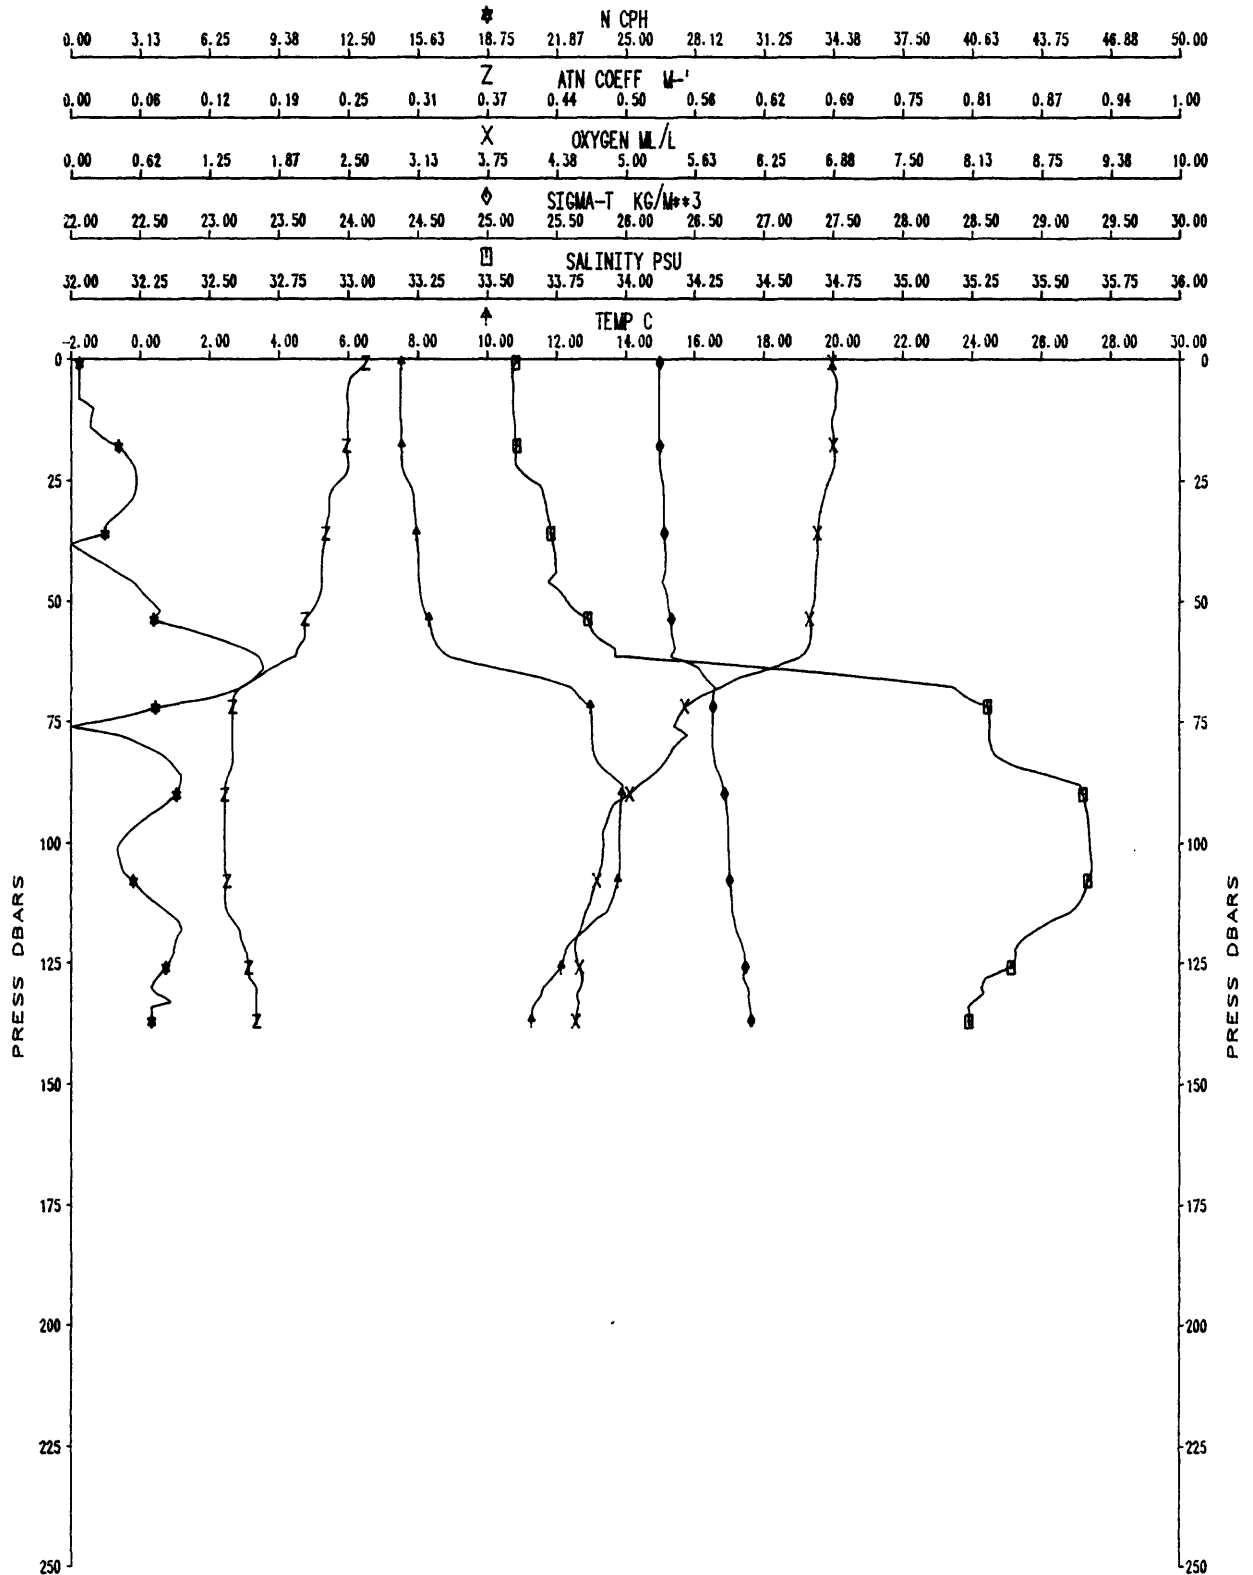 N CPH
0.00 3.13 6.25 9.38 12.50 15.63 18.75 21.87 25.00 28.12 31.25 34.38 37.50 40.63 43.75 46.88 50.00
Z
ATN COEFF M-'
0.00 0.06 0.12 0.19 0.25 0.31 0.37 0.44 0.50 0.56 0.62 0.69 0.75 0.81 0.87 0.94 1.00
X
OXYGEN ML/L
0.00 0.62 1.25 1.87 2.50 3.13 3.75 4.38 5.00 5.63 6.25 6.88 7.50 8.13 8.75 9.38 10.00
SIGMA-T KG/M**3
22.00 22.50 23.00 23.50 24.00 24.50 25.00 25.50 26.00 26.50 27.00 27.50 28.00 28.50 29.00 29.50 30.00
SALINITY PSU
32.00 32.25 32.50 32.75 33.00 33.25 33.50 33.75 34.00 34.25 34.50 34.75 35.00 35.25 35.50 35.75 36.00
TEMP C
-2.00 0.00 2.00 4.00 6.00 8.00 10.00 12.00 14.00 16.00 18.00 20.00 22.00 24.00 26.00 28.00 30.00
0 0
25 25
50 50
75 75
100 100
125 125
150 150
175 175
200 200
225 225
250 250
PRESS DBARS
PRESS DBARS